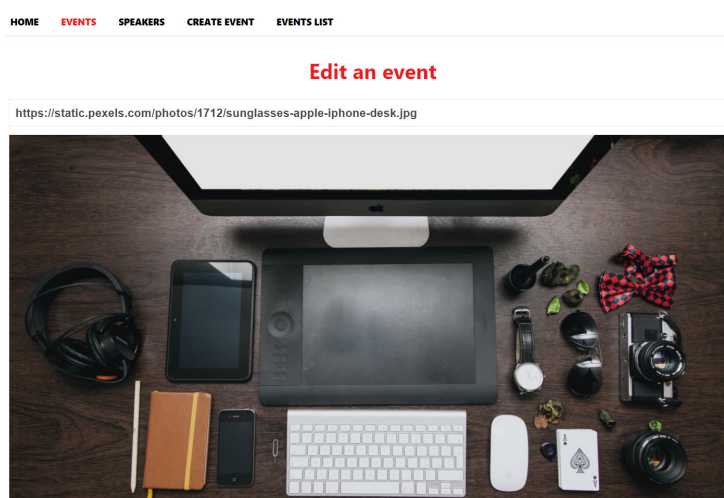 HOME EVENTS SPEAKERS CREATE EVENT EVENTS LIST
Edit an event
https://static.pexels.com/photos/1712/sunglasses-apple-iphone-desk.jpg
A